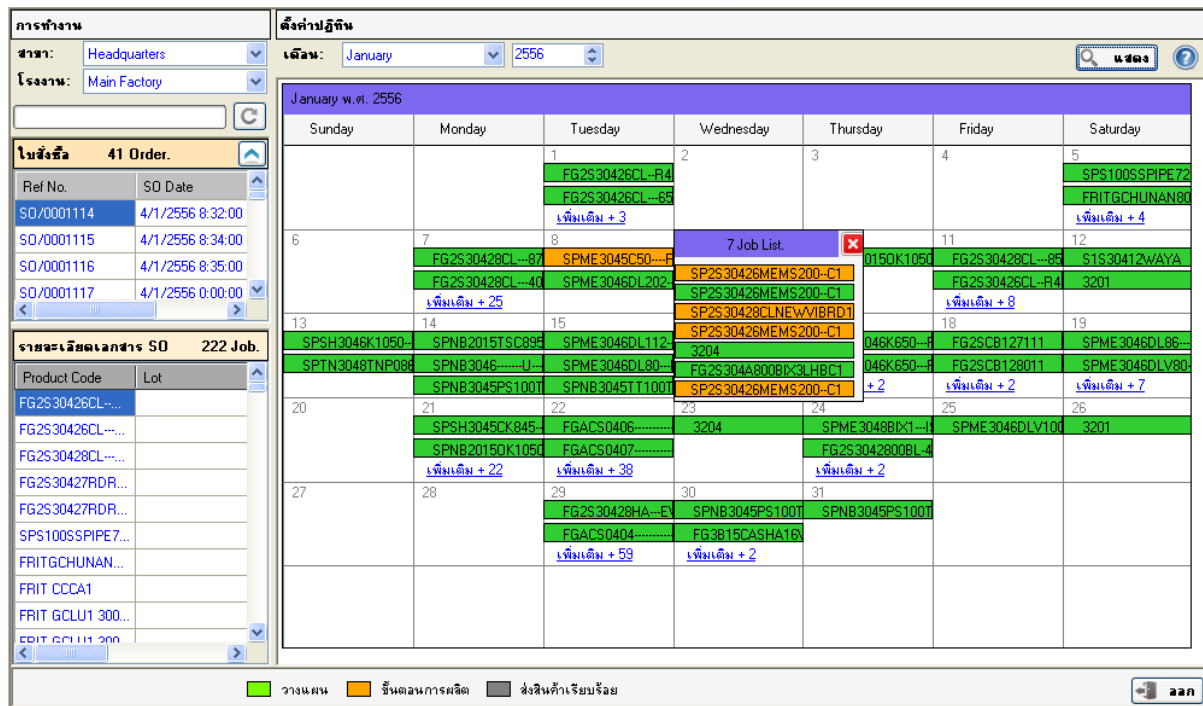 การทำงาน
สาขา: Headquarters
โรงงาน: Main Factory
ใบสั่งซื้อ 41 Order.
Ref No. SO Date
SO/0001114 4/1/2556 8:32:00
SO/0001115 4/1/2556 8:34:00
SO/0001116 4/1/2556 8:35:00
SO/0001117 4/1/2556 0:00:00
รายละเอียดเอกสาร SO 222 Job.
Product Code Lot
FG2S30426CL--...
FG2S30426CL---...
FG2S30428CL---...
FG2S30427RDR...
FG2S30427RDR...
SPS100SSPIPE7...
FRITGCHUNAN...
FRIT CCCA1
FRIT GCLU1 300...
FRIT GCLU1 300
ตั้งค่าปฏิทิน
เดือน: January 2556 แสดง
January พ.ศ. 2556
Sunday Monday Tuesday Wednesday Thursday Friday Saturday
1 2 3 4 5
FG2S30426CL--R4 SPS100SSPIPE72
FG2S30426CL---65 FRITGCHUNAN80
เพิ่มเติม + 3 เพิ่มเติม + 4
6 7 8 11 12
FG2S30428CL---87 SPME3045C50----F 015OK1050 FG2S30428CL---85 S1S30412WAYA
FG2S30428CL---40 SPME3046DL202- FG2S30426CL--R4 3201
เพิ่มเติม + 25 เพิ่มเติม + 8
7 Job List.
SP2S30426MEMS200--C1
SP2S30426MEMS200--C1
SP2S30428CLNEWVIBRD1
SP2S30426MEMS200--C1
3204
FG2S304A800BIX3LHBC1
SP2S30426MEMS200--C1
13 14 15 18 19
SPSH3046K1050-- SPNB2015TSC895 SPME3046DL112- 046K650---F FG2SCB127111 SPME3046DL86---
SPTN3048TNP086 SPNB3046-------U--- SPME3046DL80--- 046K650---F FG2SCB128011 SPME3046DLV80-
SPNB3045PS100T SPNB3045TT100T + 2 เพิ่มเติม + 2 เพิ่มเติม + 7
20 21 22 23 24 25 26
SPSH3045CK845-- FGACS0406---------- 3204 SPME3048BIX1---I SPME3046DLV100 3201
SPNB2015OK1050 FGACS0407---------- FG2S3042800BL-4
เพิ่มเติม + 22 เพิ่มเติม + 38 เพิ่มเติม + 2
27 28 29 30 31
FG2S30428HA---EV SPNB3045PS100T SPNB3045PS100T
FGACS0404---------- FG3B15CASHA16V
เพิ่มเติม + 59 เพิ่มเติม + 2
วางแผน ขั้นตอนการผลิต ส่งสินค้าเรียบร้อย ออก